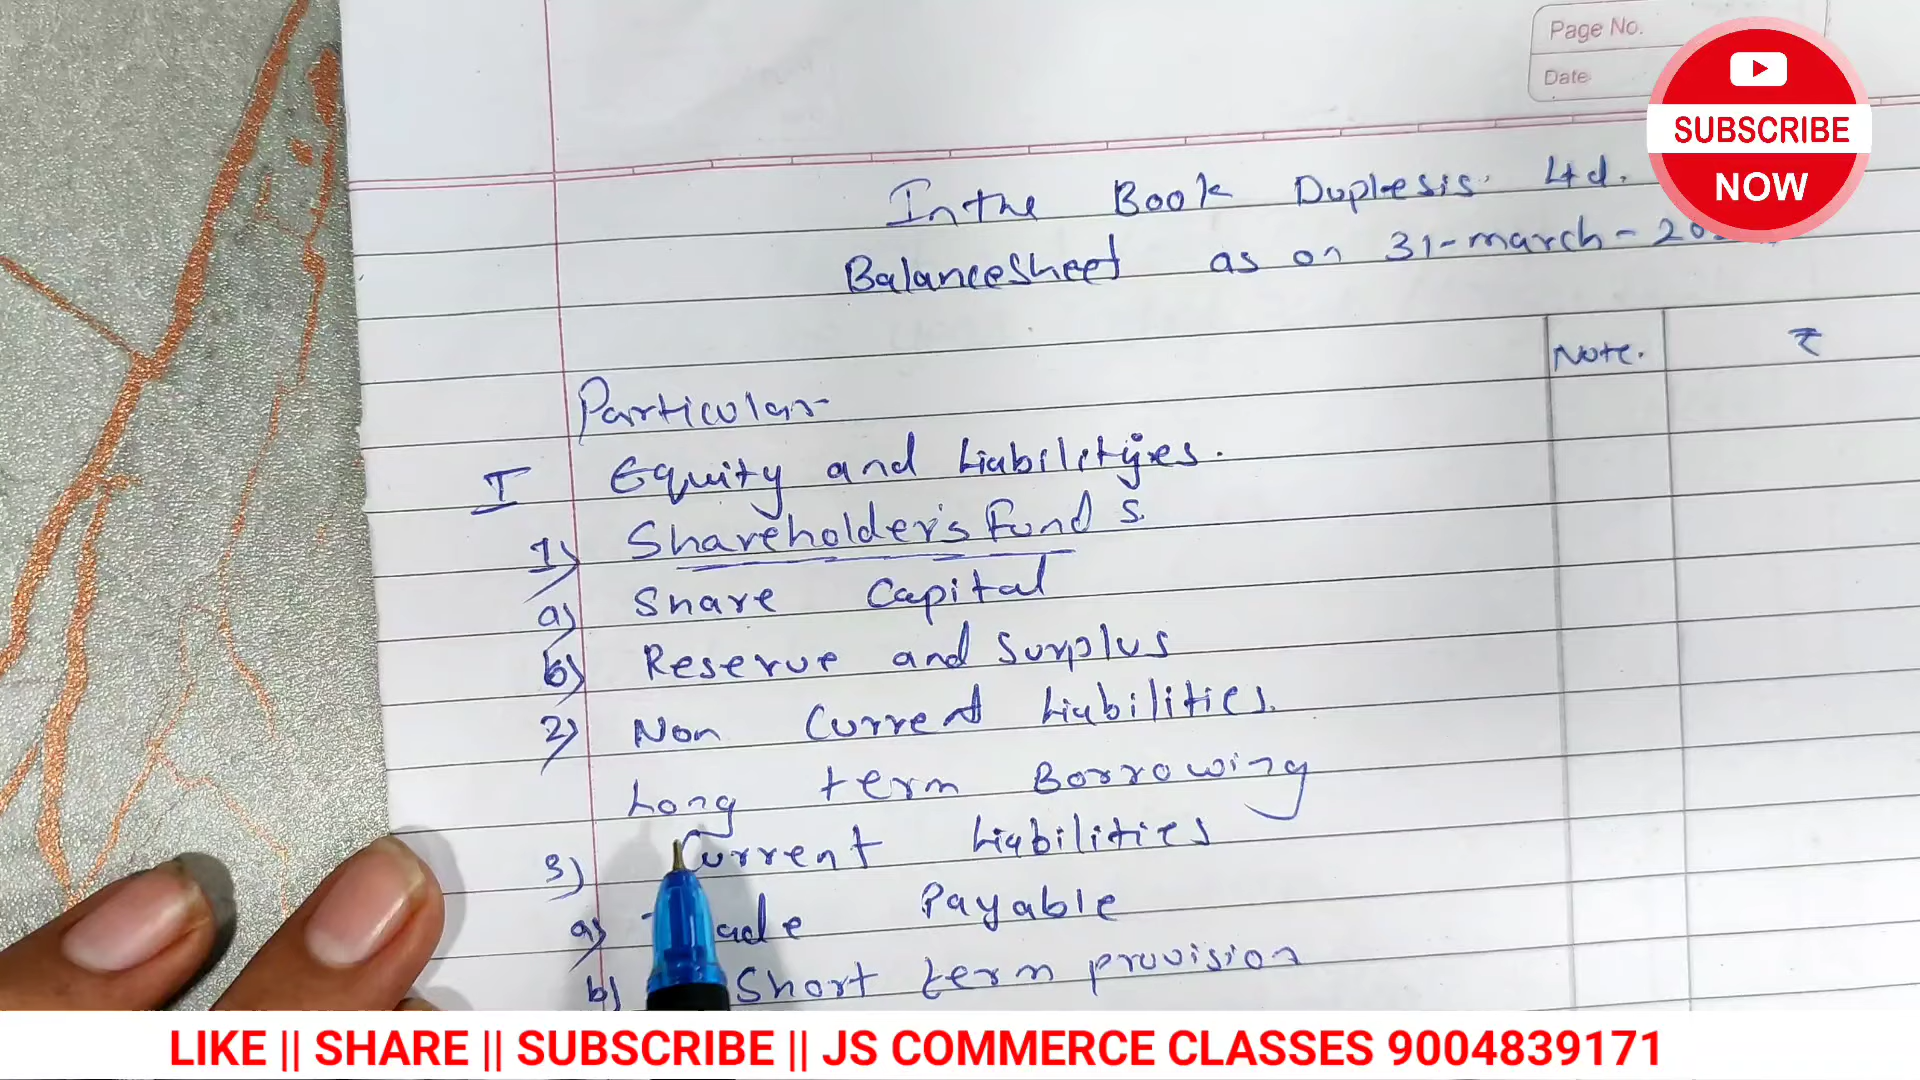 Page No.
Date
SUBSCRIBE
NOW
In the Book Duplesis. Ltd.
Balancesheet as on 31-march-20
Note. ₹
Particular
I Equity and Liabilityies.
1) Shareholder's Funds.
a) Share Capital
b) Reserve and Surplus
2) Non Current Liabilities.
Long term Borrowing
3) Current Liabilities
a) Trade Payable
b) Short term provision
LIKE || SHARE || SUBSCRIBE || JS COMMERCE CLASSES 9004839171